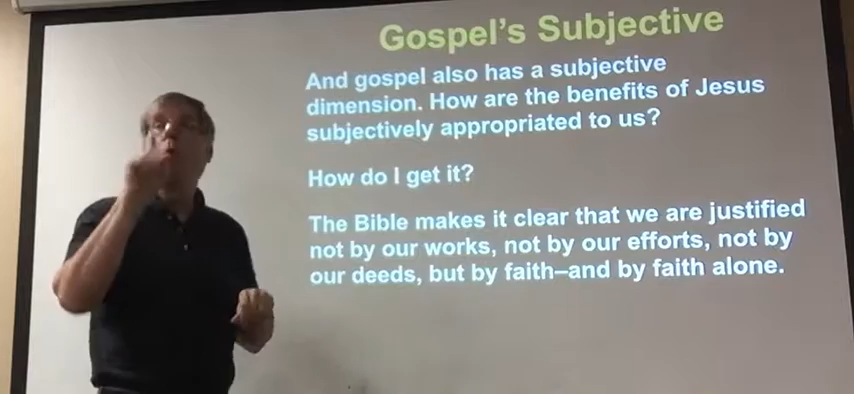 Gospel's Subjective
And gospel also has a subjective
dimension. How are the benefits of Jesus
subjectively appropriated to us?
How do I get it?
The Bible makes it clear that we are justified
not by our works, not by our efforts, not by
our deeds, but by faith–and by faith alone.